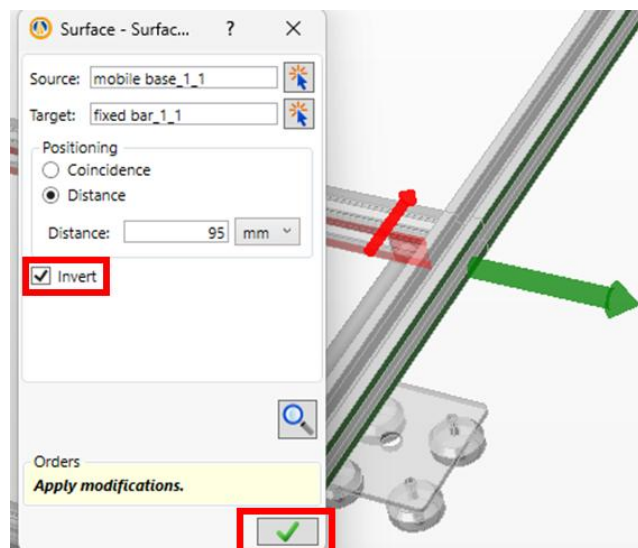 Surface - Surfac... ?
Source: mobile base_1_1
Target: fixed bar_1_1
Positioning
Coincidence
Distance
Distance: 95 mm
Invert
Orders
Apply modifications.